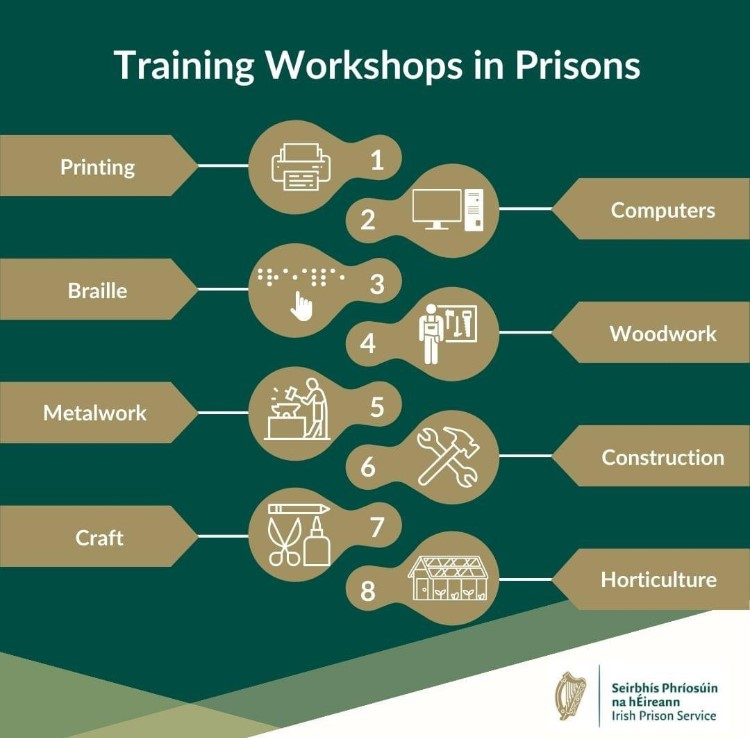 Training Workshops in Prisons
Printing
1
2
Computers
Braille
3
4
Woodwork
Metalwork
5
6
Construction
Craft
7
8
Horticulture
Seirbhís Phríosúin
na hÉireann
Irish Prison Service